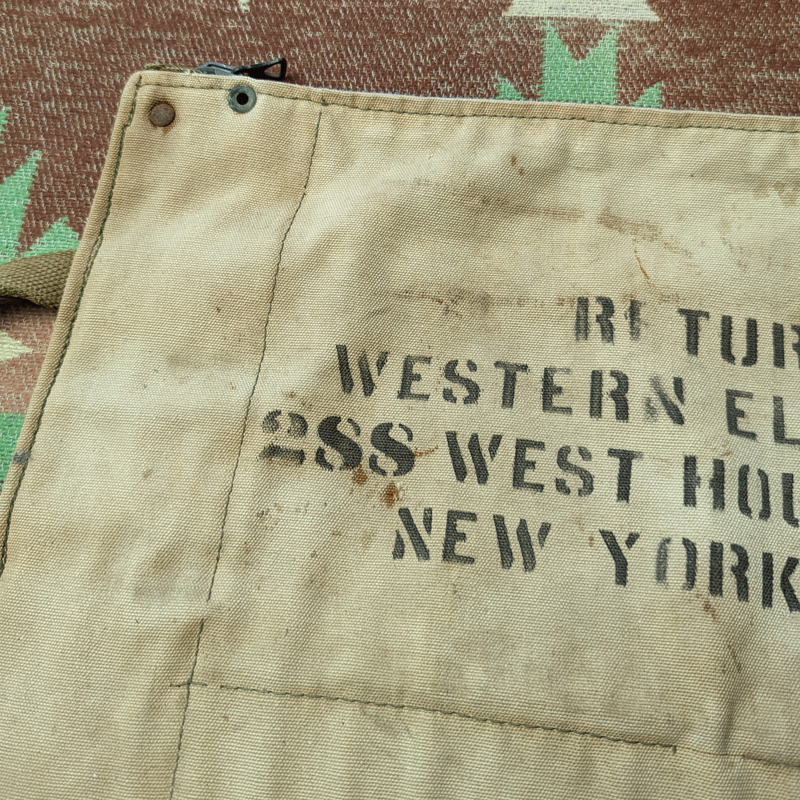 RETUR
WESTERN EL
288 WEST HOU
NEW YORK